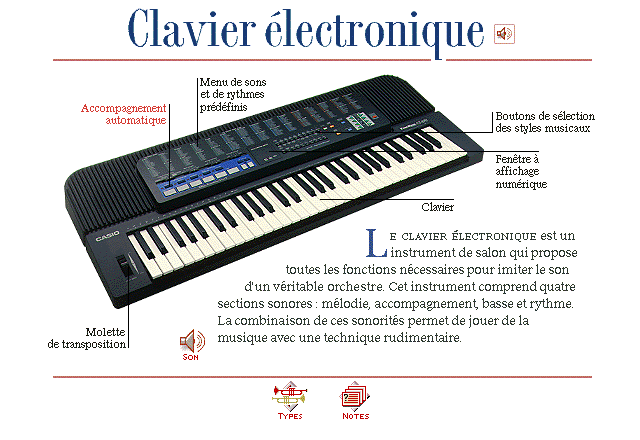 Clavier électronique
Menu de sons
et de rythmes
prédéfinis
Accompagnement
automatique
Boutons de sélection
des styles musicaux
Fenêtre à
affichage
numérique
Clavier
CASIO
LE CLAVIER ÉLECTRONIQUE est un
instrument de salon qui propose
toutes les fonctions nécessaires pour imiter le son
d'un véritable orchestre. Cet instrument comprend quatre
sections sonores : mélodie, accompagnement, basse et rythme.
La combinaison de ces sonorités permet de jouer de la
musique avec une technique rudimentaire.
Molette
de transposition
SON
TYPES
NOTES